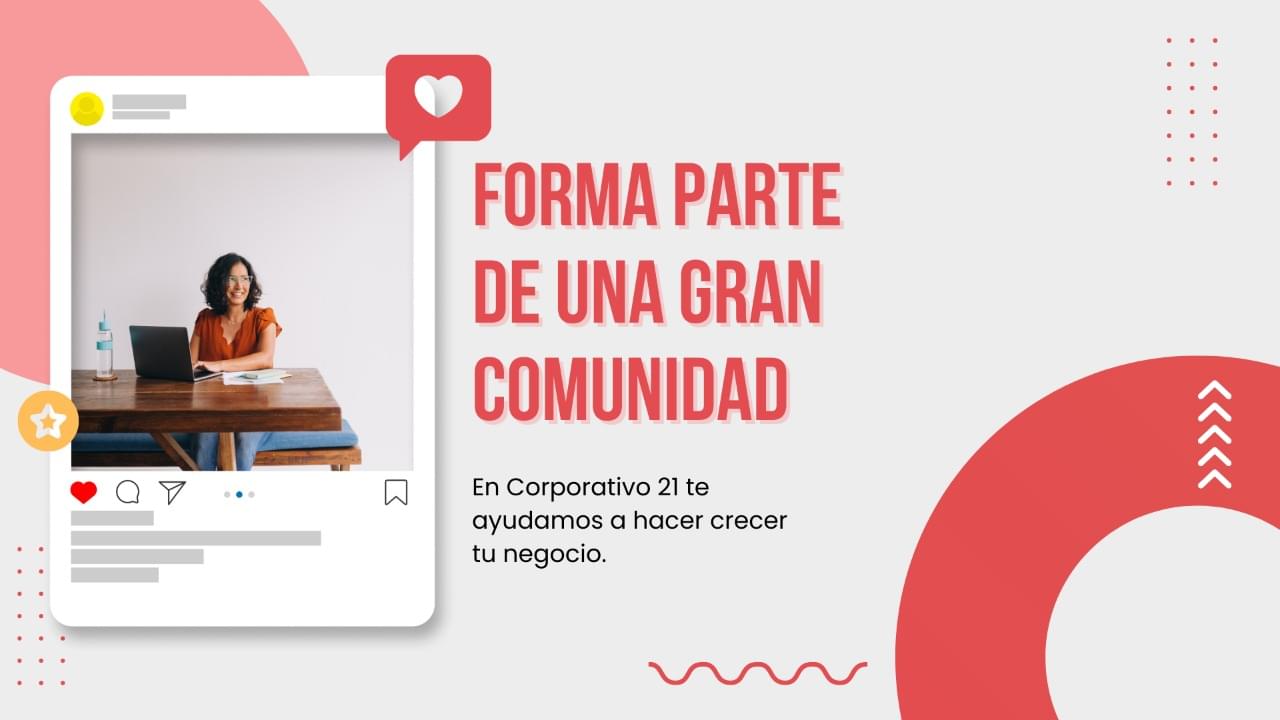 FORMA PARTE
DE UNA GRAN
COMUNIDAD
En Corporativo 21 te
ayudamos a hacer crecer
tu negocio.